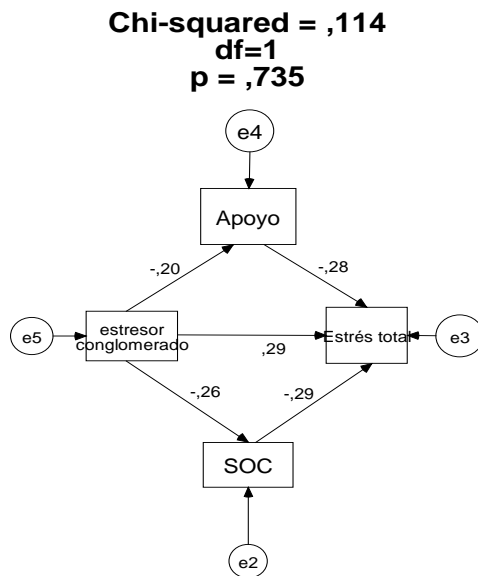 Chi-squared = ,114
df=1
p = ,735
e4
Apoyo
-,20
-,28
e5
estresor
conglomerado
,29
Estrés total
e3
-,26
-,29
SOC
e2